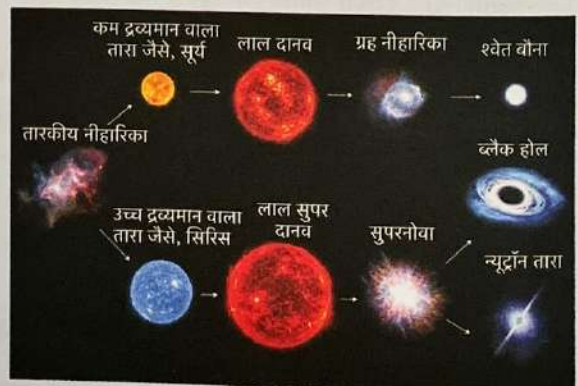 कम द्रव्यमान वाला
तारा जैसे, सूर्य
लाल दानव
ग्रह नीहारिका
श्वेत बौना
तारकीय नीहारिका
ब्लैक होल
उच्च द्रव्यमान वाला
तारा जैसे, सिरिस
लाल सुपर
दानव
सुपरनोवा
न्यूट्रॉन तारा